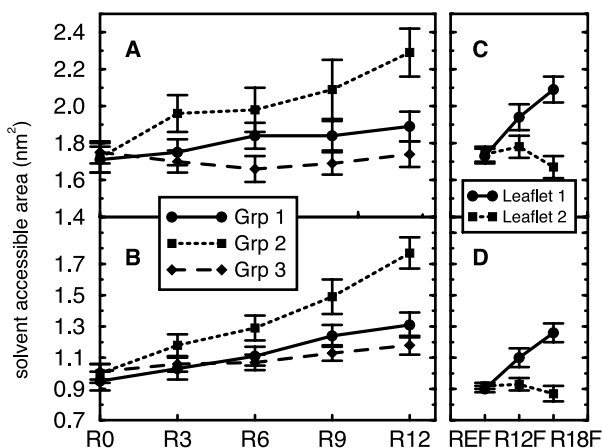 A
C
2.4
2.2
2.0
1.8
1.6
1.4
Grp 1
Grp 2
Grp 3
Leaflet 1
Leaflet 2
B
D
1.7
1.5
1.3
1.1
0.9
0.7
solvent accessible area (nm²)
R0 R3 R6 R9 R12
REF R12F R18F